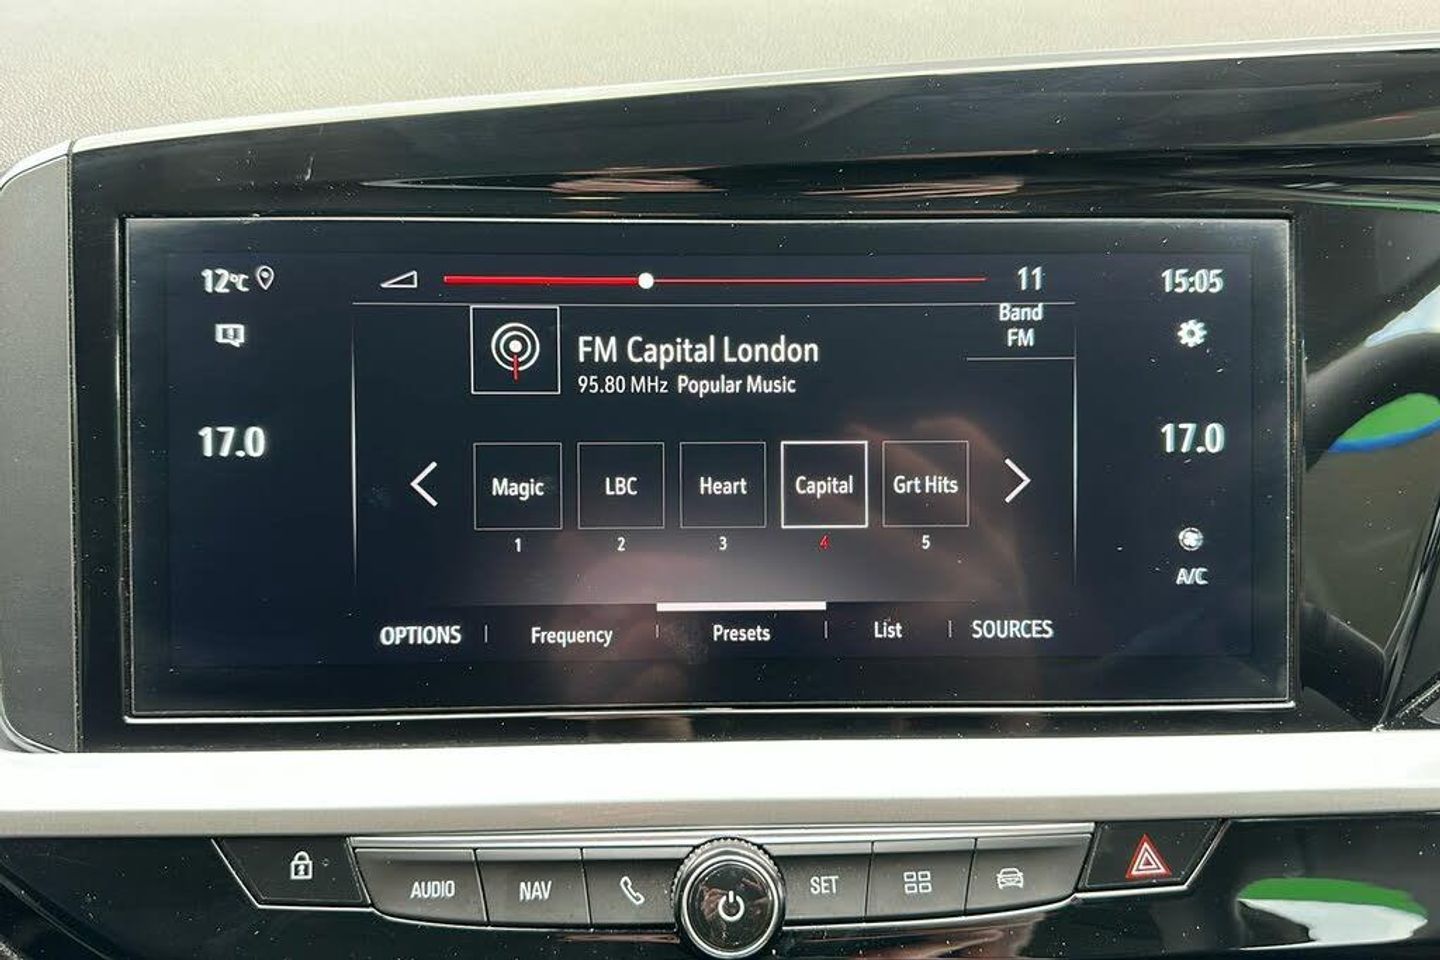 12°C
11
15:05
Band
FM
FM Capital London
95.80 MHz Popular Music
17.0
17.0
Magic
LBC
Heart
Capital
Grt Hits
1
2
3
4
5
A/C
OPTIONS
Frequency
Presets
List
SOURCES
AUDIO
NAV
SET